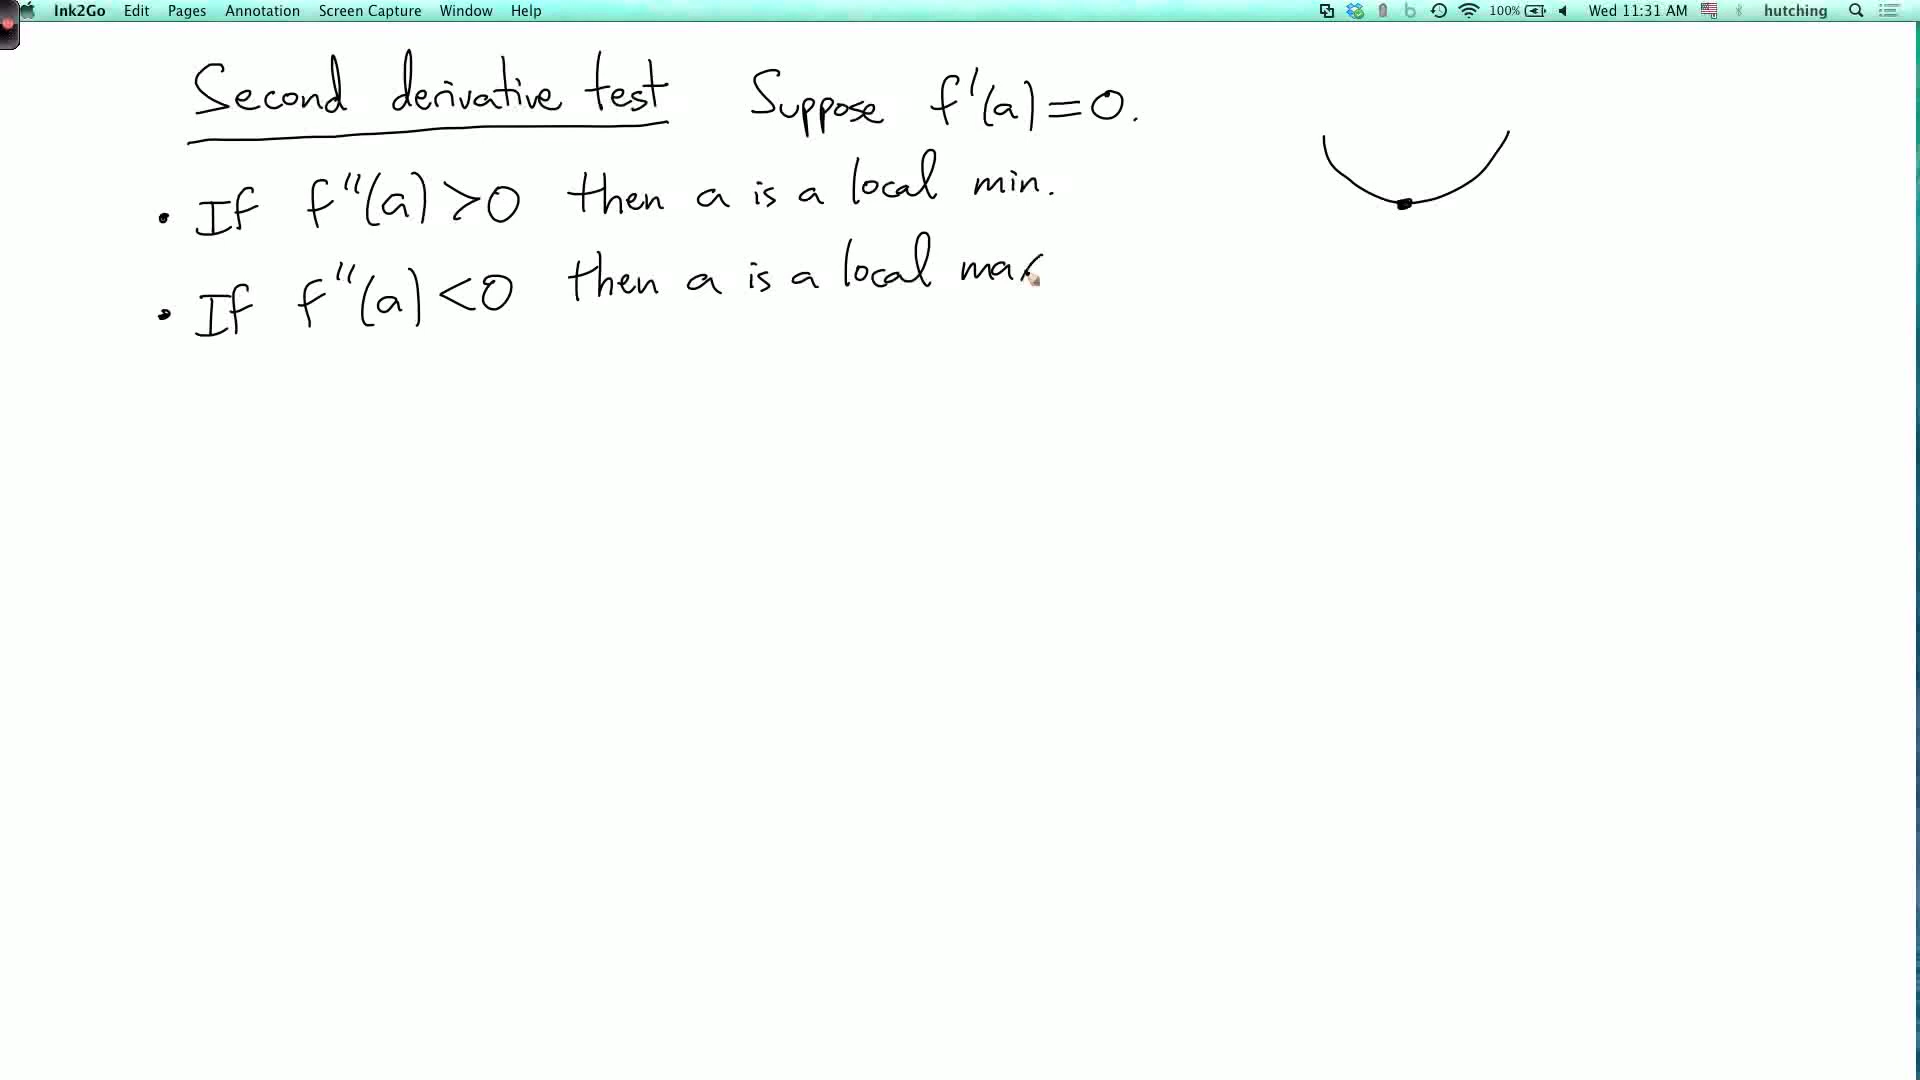 Ink2Go Edit Pages Annotation Screen Capture Window Help 100% Wed 11:31 AM hutching
Second derivative test Suppose f'(a)=0.
• If f''(a)>0 then a is a local min.
• If f''(a)<0 then a is a local max